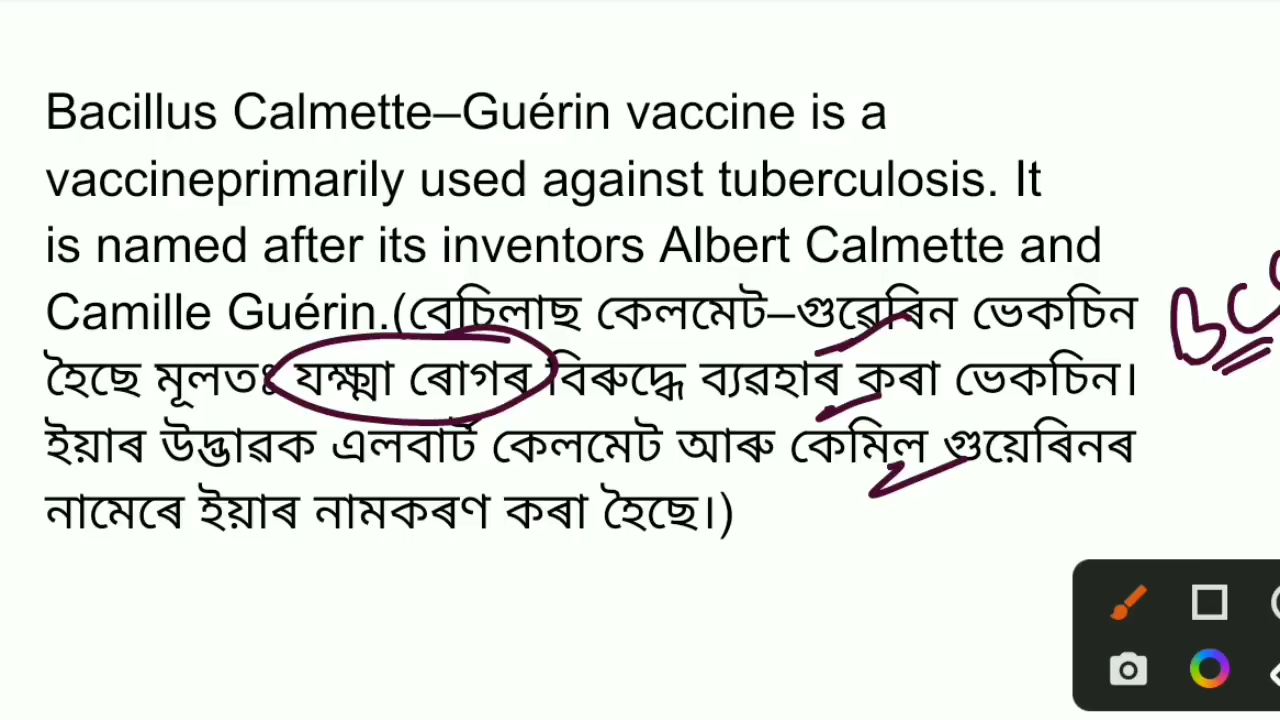 Bacillus Calmette–Guérin vaccine is a
vaccineprimarily used against tuberculosis. It
is named after its inventors Albert Calmette and
Camille Guérin.(বেচিলাছ কেলমেট–গুৱেৰিন ভেকচিন
হৈছে মূলতঃ যক্ষ্মা ৰোগৰ বিৰুদ্ধে ব্যৱহাৰ কৰা ভেকচিন।
ইয়াৰ উদ্ভাৱক এলবাৰ্ট কেলমেট আৰু কেমিল গুয়েৰিনৰ
নামেৰে ইয়াৰ নামকৰণ কৰা হৈছে।)